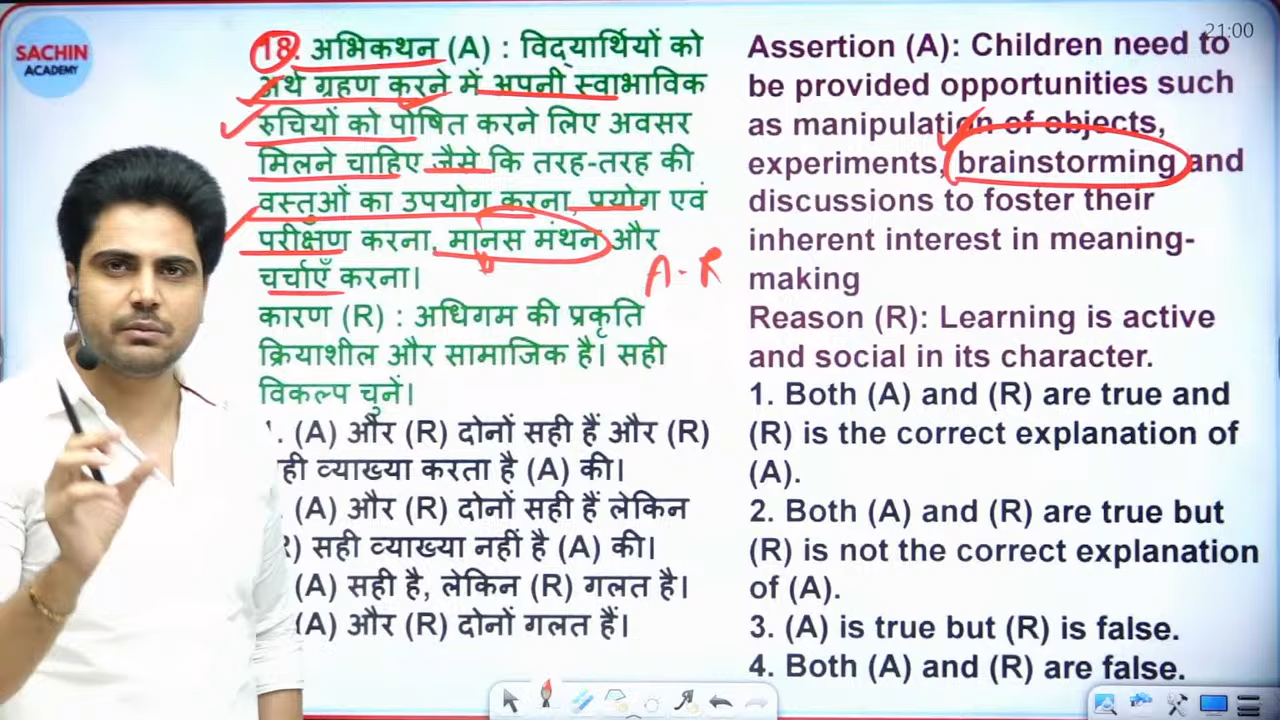 SACHIN
ACADEMY
18. अभिकथन (A) : विद्यार्थियों को
अर्थ ग्रहण करने में अपनी स्वाभाविक
रुचियों को पोषित करने लिए अवसर
मिलने चाहिए जैसे कि तरह-तरह की
वस्तुओं का उपयोग करना, प्रयोग एवं
परीक्षण करना, मानस मंथन और
चर्चाएँ करना।
A - R
कारण (R) : अधिगम की प्रकृति
क्रियाशील और सामाजिक है। सही
विकल्प चुनें।
. (A) और (R) दोनों सही हैं और (R)
ही व्याख्या करता है (A) की।
(A) और (R) दोनों सही हैं लेकिन
) सही व्याख्या नहीं है (A) की।
(A) सही है, लेकिन (R) गलत है।
(A) और (R) दोनों गलत हैं।
21:00
Assertion (A): Children need to
be provided opportunities such
as manipulation of objects,
experiments, brainstorming and
discussions to foster their
inherent interest in meaning-
making
Reason (R): Learning is active
and social in its character.
1. Both (A) and (R) are true and
(R) is the correct explanation of
(A).
2. Both (A) and (R) are true but
(R) is not the correct explanation
of (A).
3. (A) is true but (R) is false.
4. Both (A) and (R) are false.